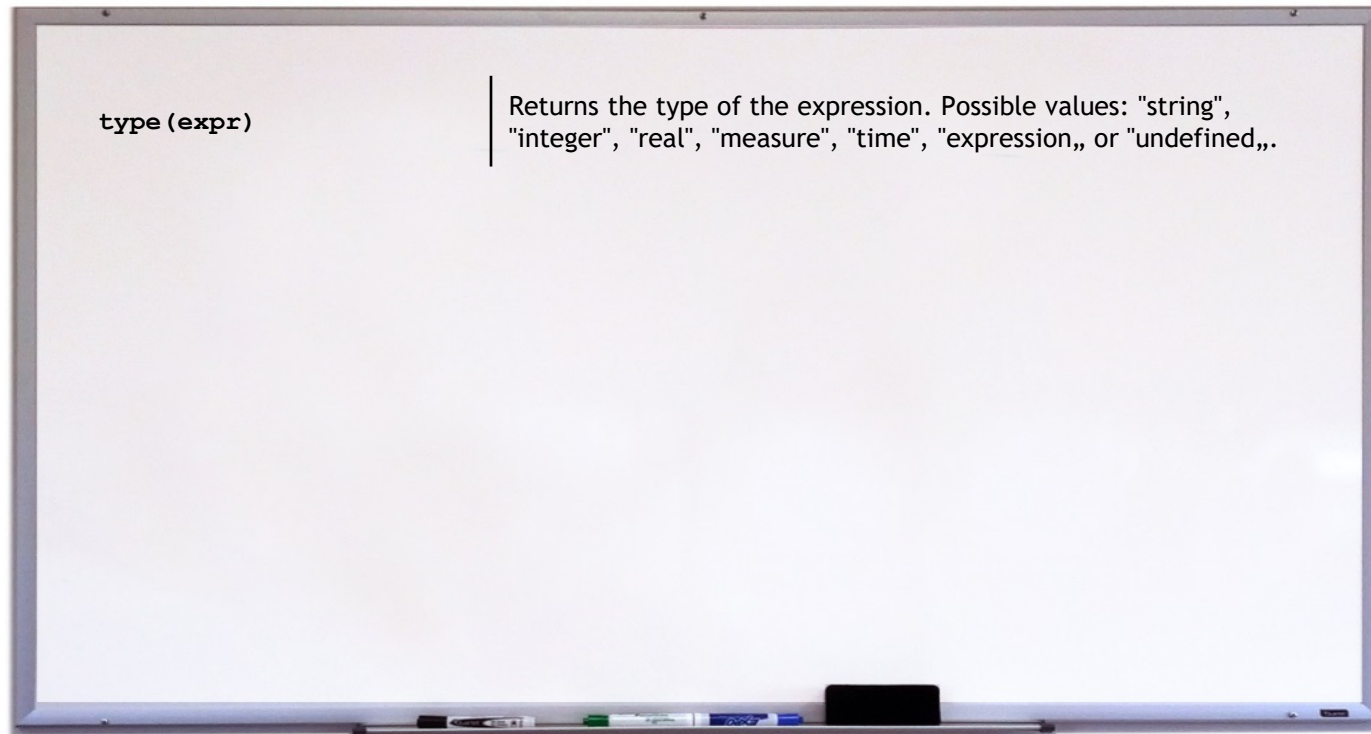 type(expr)
Returns the type of the expression. Possible values: "string",
"integer", "real", "measure", "time", "expression„ or "undefined„.